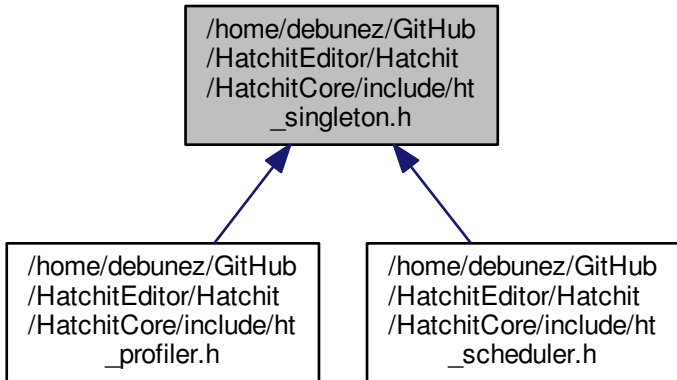 /home/debunez/GitHub
/HatchitEditor/Hatchit
/HatchitCore/include/ht
_singleton.h
/home/debunez/GitHub
/HatchitEditor/Hatchit
/HatchitCore/include/ht
_profiler.h
/home/debunez/GitHub
/HatchitEditor/Hatchit
/HatchitCore/include/ht
_scheduler.h